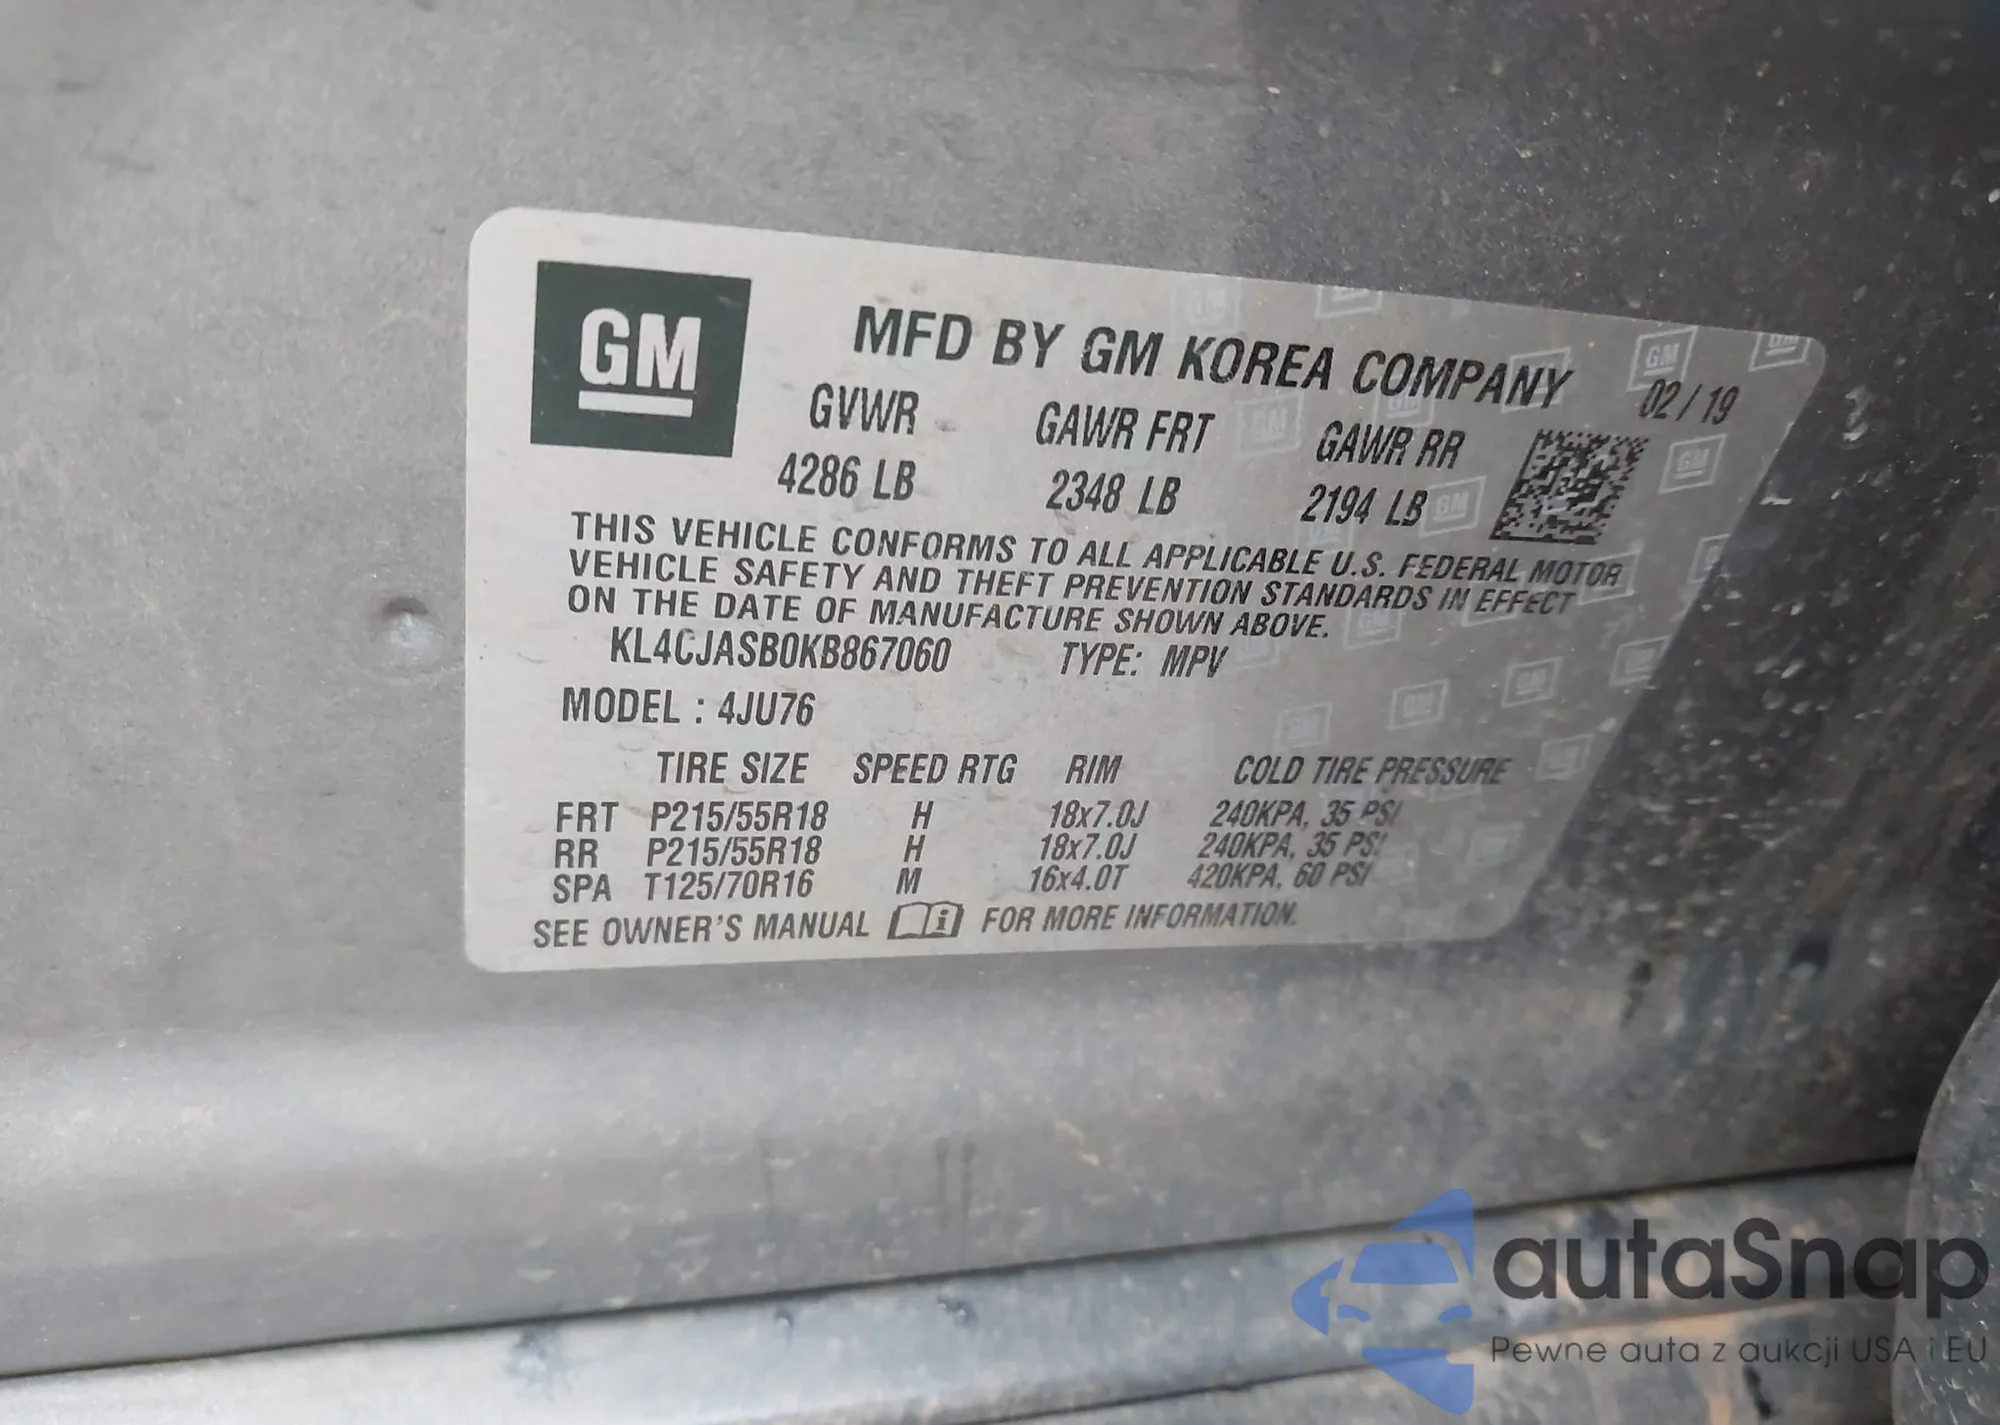 GM
MFD BY GM KOREA COMPANY
02 / 19
GVWR GAWR FRT GAWR RR
4286 LB 2348 LB 2194 LB
THIS VEHICLE CONFORMS TO ALL APPLICABLE U.S. FEDERAL MOTOR
VEHICLE SAFETY AND THEFT PREVENTION STANDARDS IN EFFECT
ON THE DATE OF MANUFACTURE SHOWN ABOVE.
KL4CJASB0KB867060 TYPE: MPV
MODEL : 4JU76
TIRE SIZE SPEED RTG RIM COLD TIRE PRESSURE
FRT P215/55R18 H 18x7.0J 240KPA, 35 PSI
RR P215/55R18 H 18x7.0J 240KPA, 35 PSI
SPA T125/70R16 M 16x4.0T 420KPA, 60 PSI
SEE OWNER'S MANUAL i FOR MORE INFORMATION.
autaSnap
Pewne auta z aukcji USA i EU